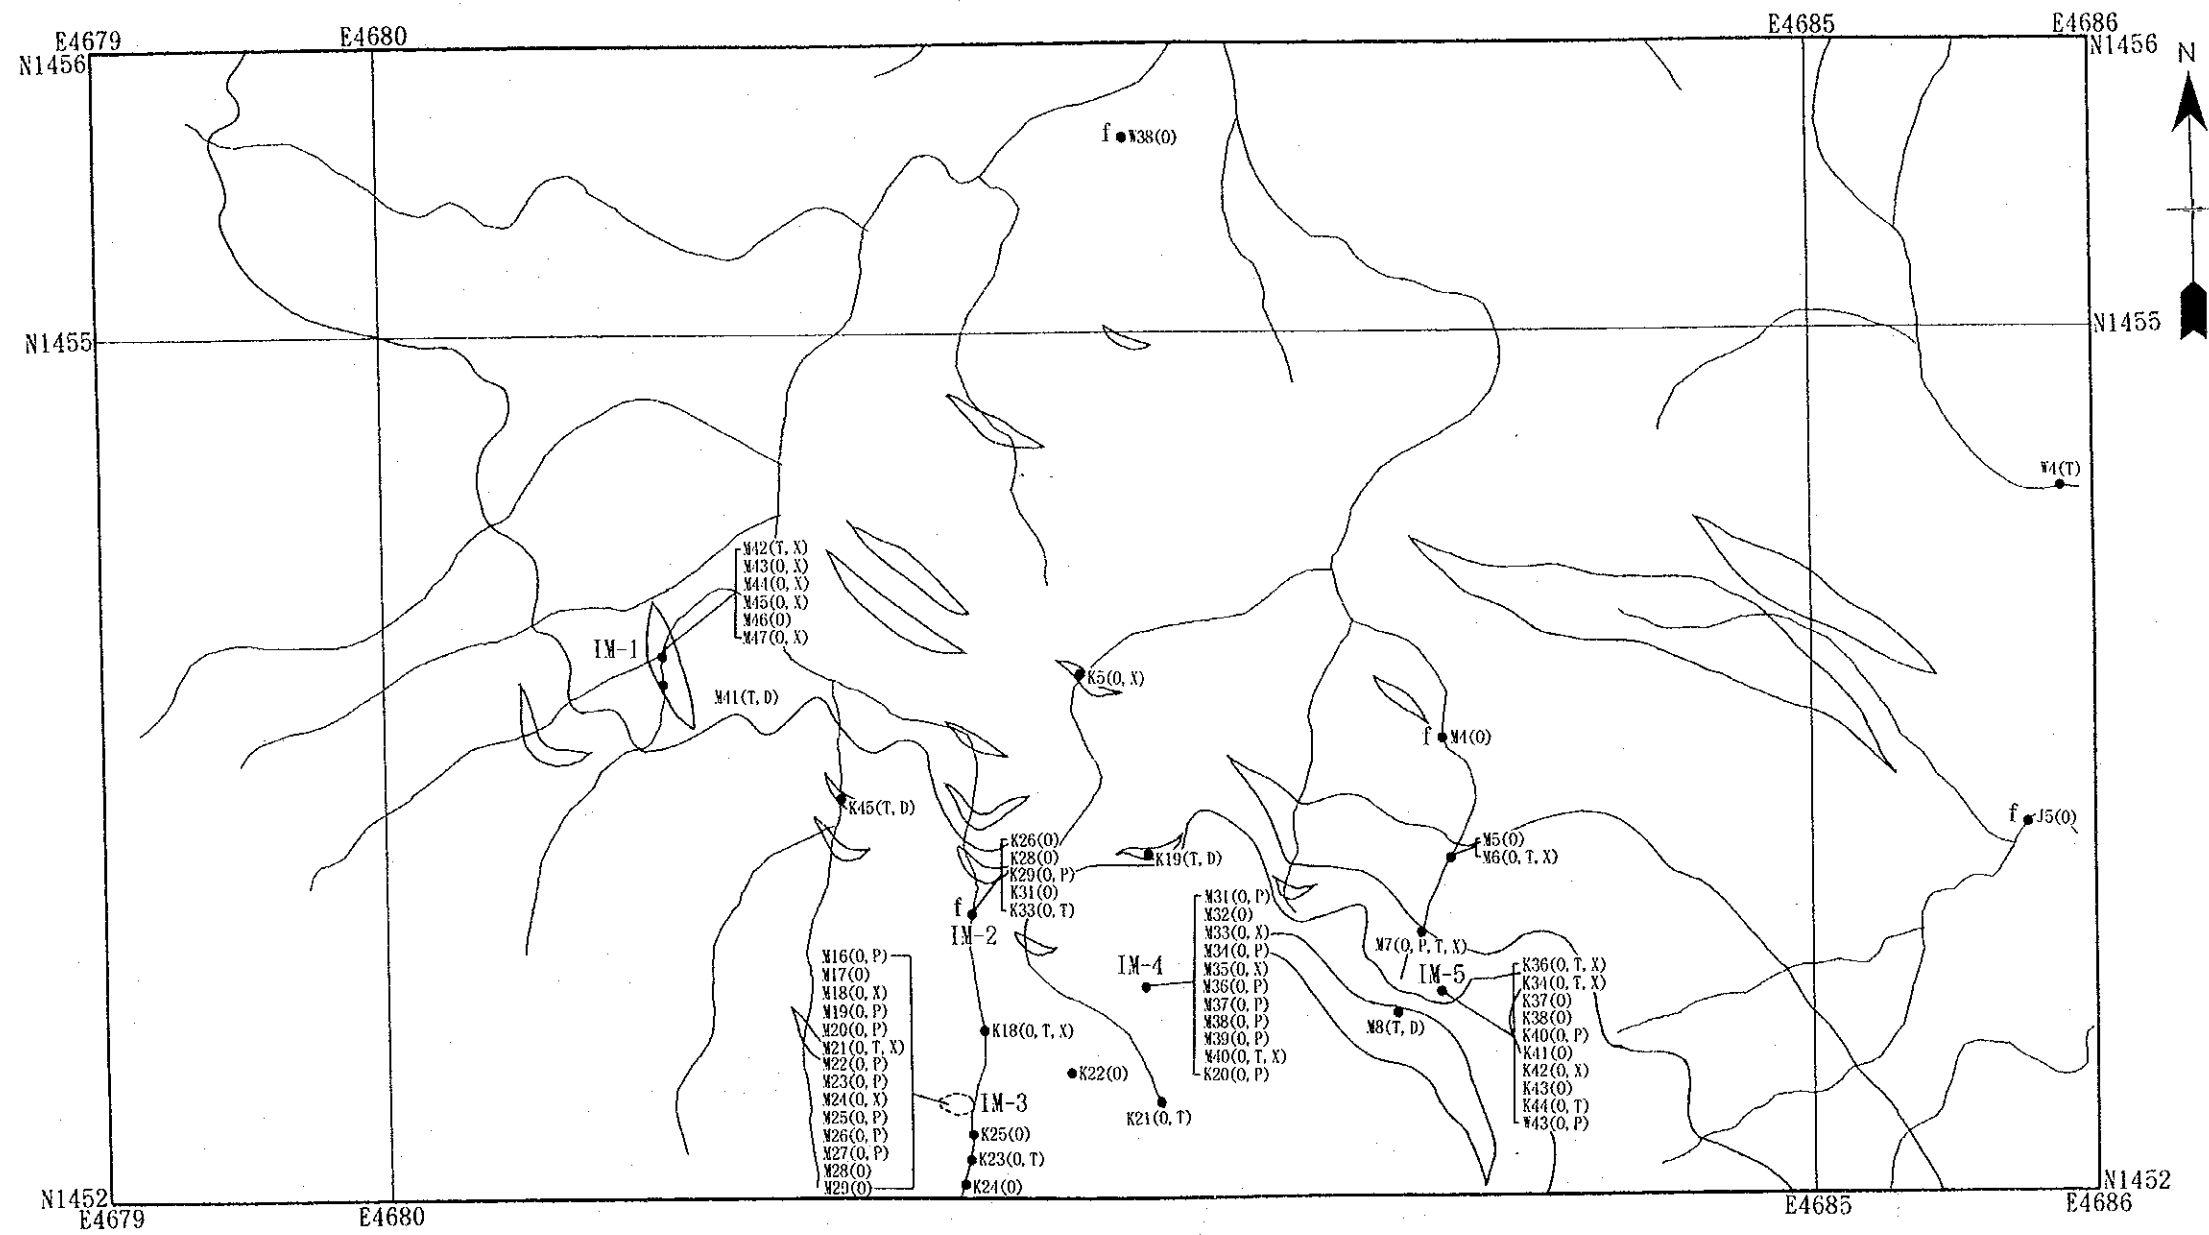 E4679
E4680
E4685
E4686
N1456
N1456
N
f
W38(O)
N1455
N1455
W4(T)
M42(T, X)
M43(O, X)
M44(O, X)
M45(O, X)
M46(O)
M47(O, X)
IM-1
M41(T, D)
K5(O, X)
f
M4(O)
K45(T, D)
f
J5(O)
K26(O)
K28(O)
K29(O, P)
K31(O)
K33(O, T)
f
IM-2
K19(T, D)
M5(O)
M6(O, T, X)
M31(O, P)
M32(O)
M33(O, X)
M34(O, P)
M35(O, X)
M36(O, P)
M37(O, P)
M38(O, P)
M39(O, P)
M40(O, T, X)
K20(O, P)
IM-4
M7(O, P, T, X)
IM-5
M8(T, D)
K36(O, T, X)
K34(O, T, X)
K37(O)
K38(O)
K40(O, P)
K41(O)
K42(O, X)
K43(O)
K44(O, T)
W43(O, P)
M16(O, P)
M17(O)
M18(O, X)
M19(O, P)
M20(O, P)
M21(O, T, X)
M22(O, P)
M23(O, P)
M24(O, X)
M25(O, P)
M26(O, P)
M27(O, P)
M28(O)
M29(O)
K18(O, T, X)
K22(O)
IM-3
K21(O, T)
K25(O)
K23(O, T)
K24(O)
N1452
N1452
E4679
E4680
E4685
E4686